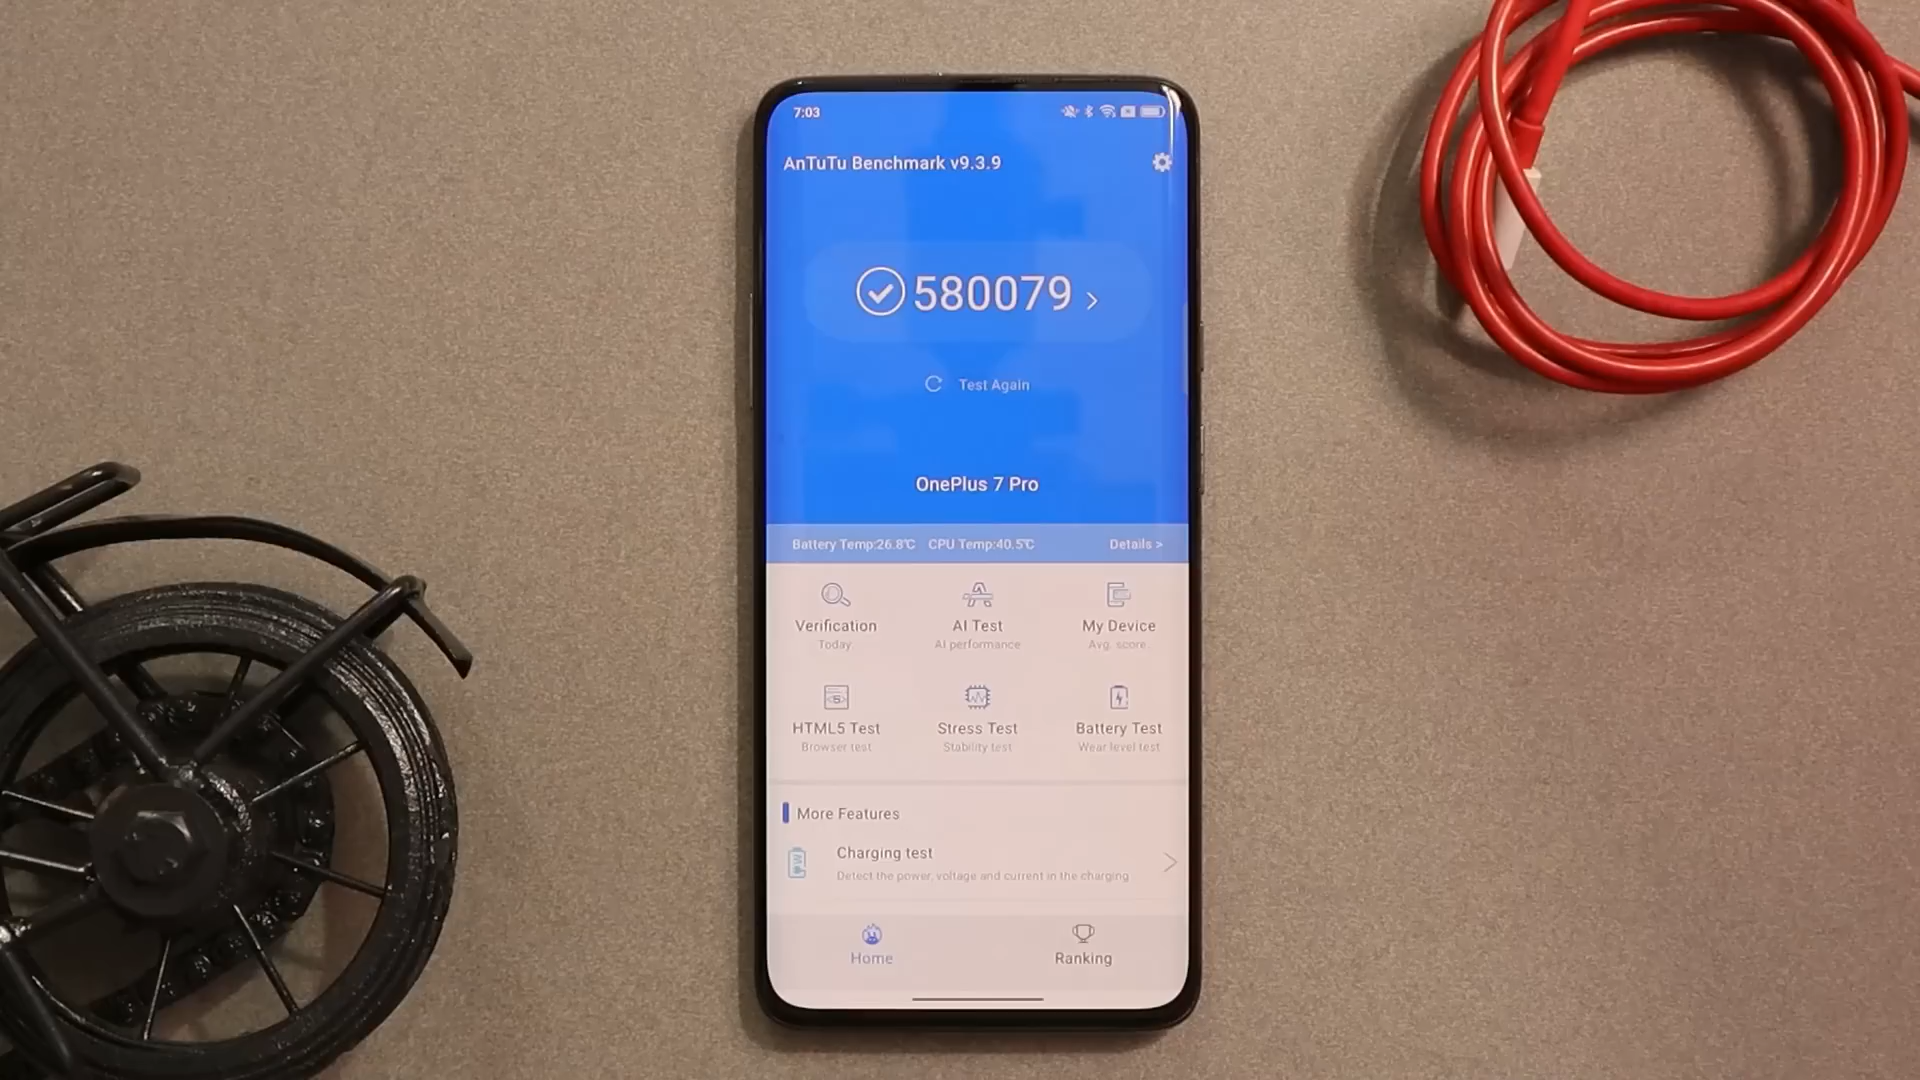 7:03
AnTuTu Benchmark v9.3.9
580079
Test Again
OnePlus 7 Pro
Battery Temp:26.8℃ CPU Temp:40.5℃ Details >
Verification AI Test My Device
Today AI performance Avg. score
HTML5 Test Stress Test Battery Test
Browser test Stability test Wear level test
More Features
Charging test
Detect the power, voltage and current in the charging
Home Ranking